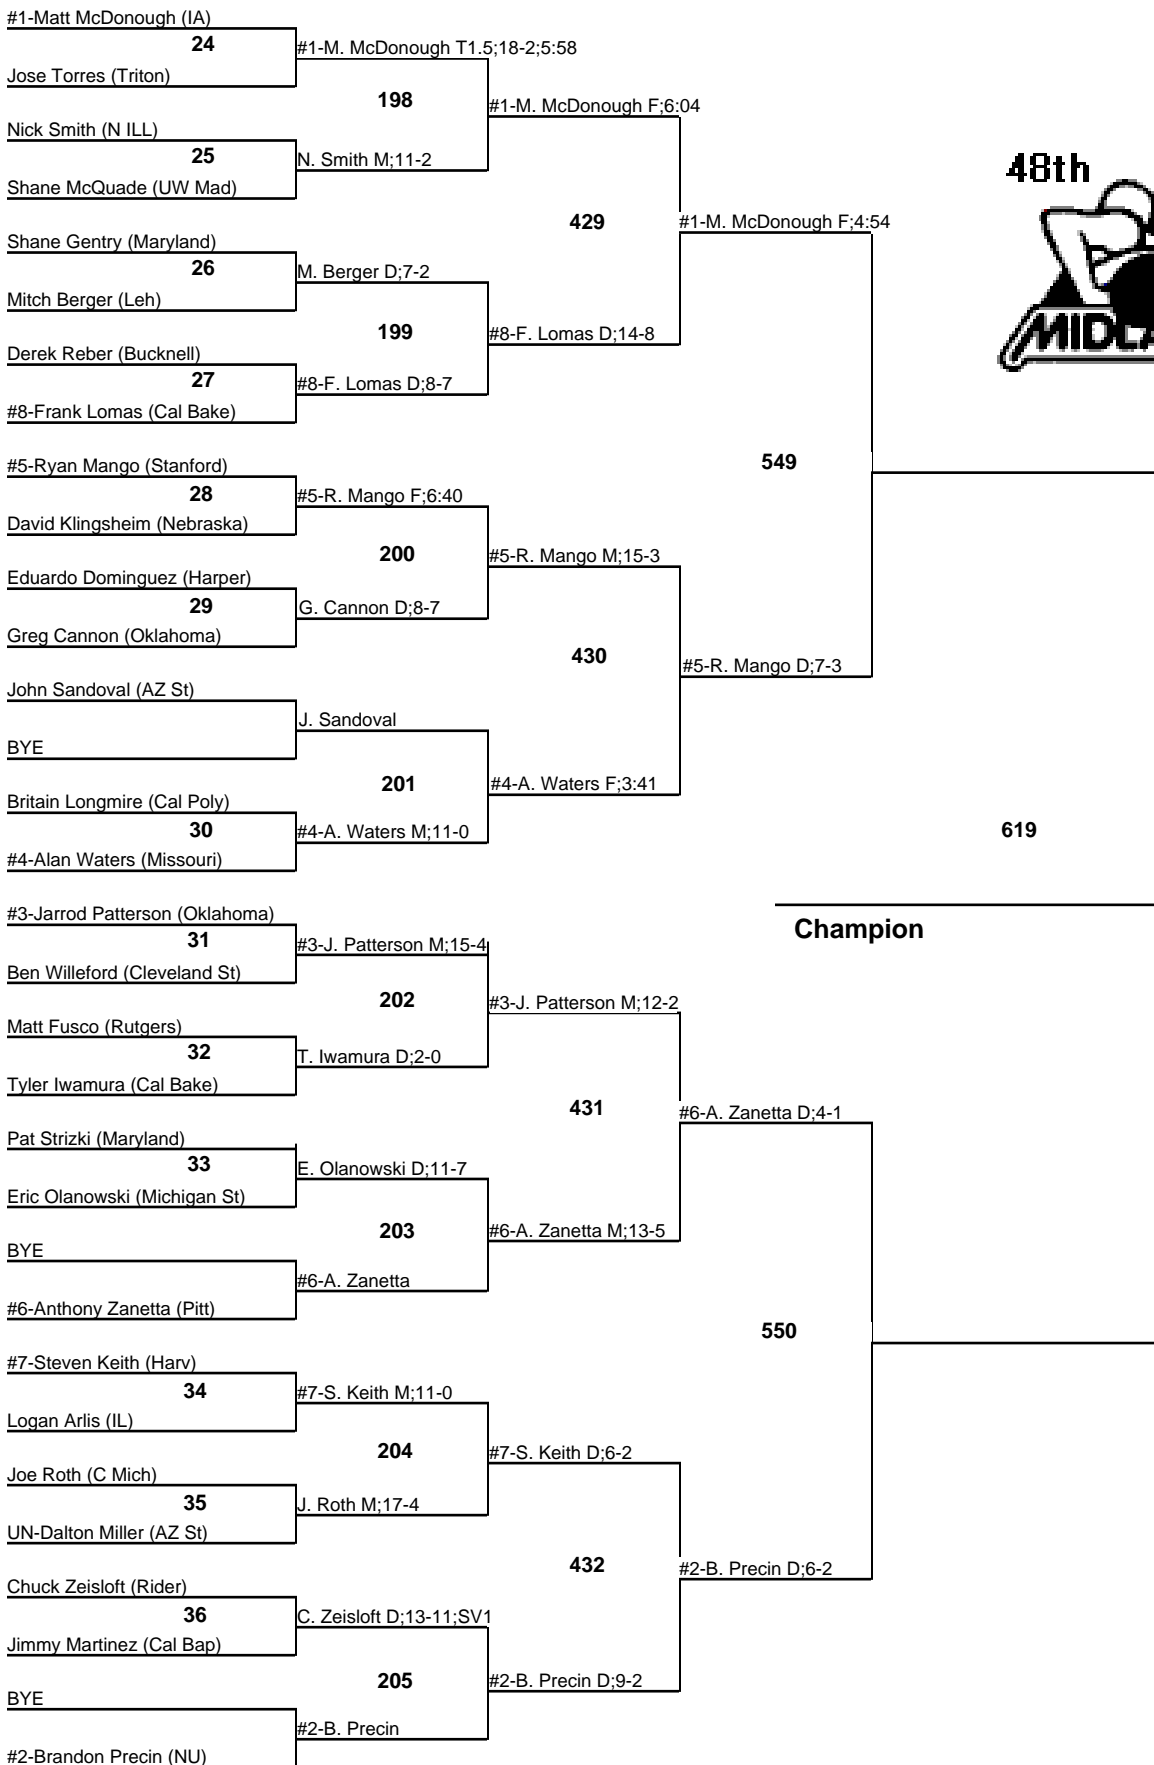 #1-Matt McDonough (IA)
24
#1-M. McDonough T1.5;18-2;5:58
Jose Torres (Triton)
198
#1-M. McDonough F;6:04
Nick Smith (N ILL)
25
N. Smith M;11-2
Shane McQuade (UW Mad)
48th
429
#1-M. McDonough F;4:54
Shane Gentry (Maryland)
26
M. Berger D;7-2
Mitch Berger (Leh)
199
#8-F. Lomas D;14-8
Derek Reber (Bucknell)
27
#8-F. Lomas D;8-7
#8-Frank Lomas (Cal Bake)
549
#5-Ryan Mango (Stanford)
28
#5-R. Mango F;6:40
David Klingsheim (Nebraska)
200
#5-R. Mango M;15-3
Eduardo Dominguez (Harper)
29
G. Cannon D;8-7
Greg Cannon (Oklahoma)
430
#5-R. Mango D;7-3
John Sandoval (AZ St)
J. Sandoval
BYE
201
#4-A. Waters F;3:41
Britain Longmire (Cal Poly)
30
#4-A. Waters M;11-0
619
#4-Alan Waters (Missouri)
#3-Jarrod Patterson (Oklahoma)
Champion
31
#3-J. Patterson M;15-4
Ben Willeford (Cleveland St)
202
#3-J. Patterson M;12-2
Matt Fusco (Rutgers)
32
T. Iwamura D;2-0
Tyler Iwamura (Cal Bake)
431
#6-A. Zanetta D;4-1
Pat Strizki (Maryland)
33
E. Olanowski D;11-7
Eric Olanowski (Michigan St)
203
#6-A. Zanetta M;13-5
BYE
#6-A. Zanetta
#6-Anthony Zanetta (Pitt)
550
#7-Steven Keith (Harv)
34
#7-S. Keith M;11-0
Logan Arlis (IL)
204
#7-S. Keith D;6-2
Joe Roth (C Mich)
35
J. Roth M;17-4
UN-Dalton Miller (AZ St)
432
#2-B. Precin D;6-2
Chuck Zeisloft (Rider)
36
C. Zeisloft D;13-11;SV1
Jimmy Martinez (Cal Bap)
205
#2-B. Precin D;9-2
BYE
#2-B. Precin
#2-Brandon Precin (NU)